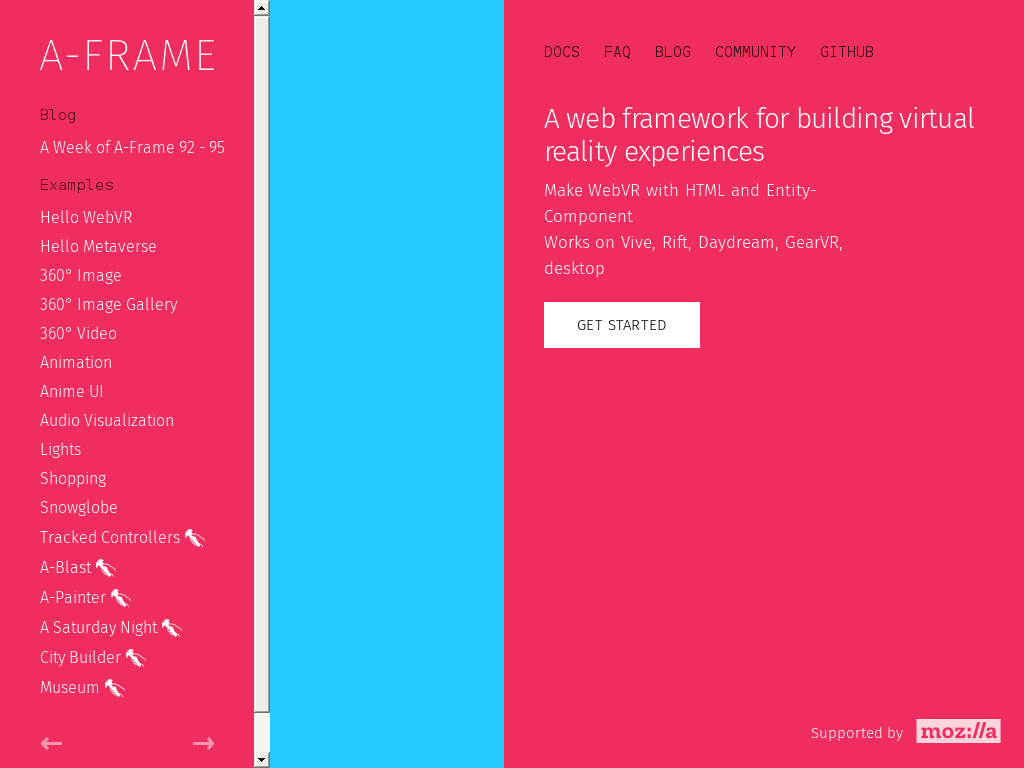 A-FRAME
Blog
A Week of A-Frame 92 - 95
Examples
Hello WebVR
Hello Metaverse
360° Image
360° Image Gallery
360° Video
Animation
Anime UI
Audio Visualization
Lights
Shopping
Snowglobe
Tracked Controllers
A-Blast
A-Painter
A Saturday Night
City Builder
Museum
← →
DOCS FAQ BLOG COMMUNITY GITHUB
A web framework for building virtual
reality experiences
Make WebVR with HTML and Entity-
Component
Works on Vive, Rift, Daydream, GearVR,
desktop
GET STARTED
Supported by moz://a